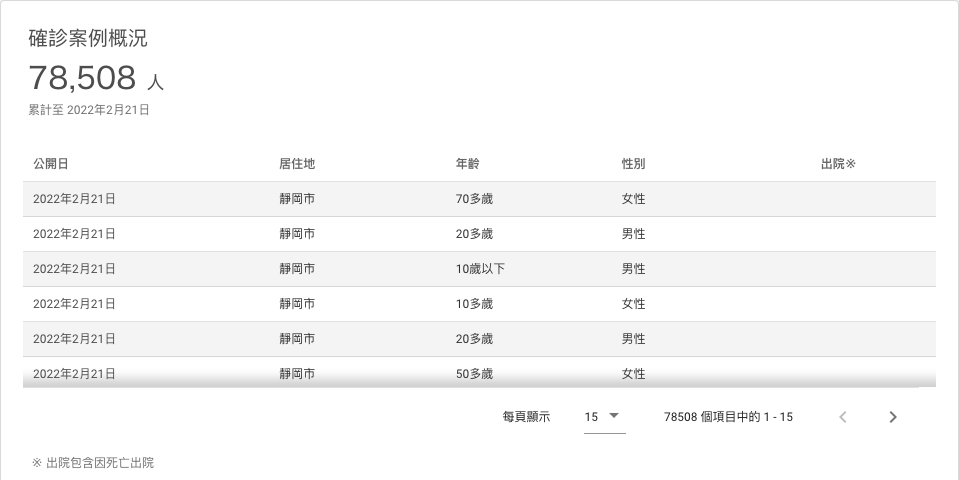 確診案例概況
78,508 人
累計至 2022年2月21日
公開日 居住地 年齡 性別 出院※
2022年2月21日 靜岡市 70多歲 女性
2022年2月21日 靜岡市 20多歲 男性
2022年2月21日 靜岡市 10歲以下 男性
2022年2月21日 靜岡市 10多歲 女性
2022年2月21日 靜岡市 20多歲 男性
2022年2月21日 靜岡市 50多歲 女性
每頁顯示 15 78508 個項目中的 1 - 15
※ 出院包含因死亡出院